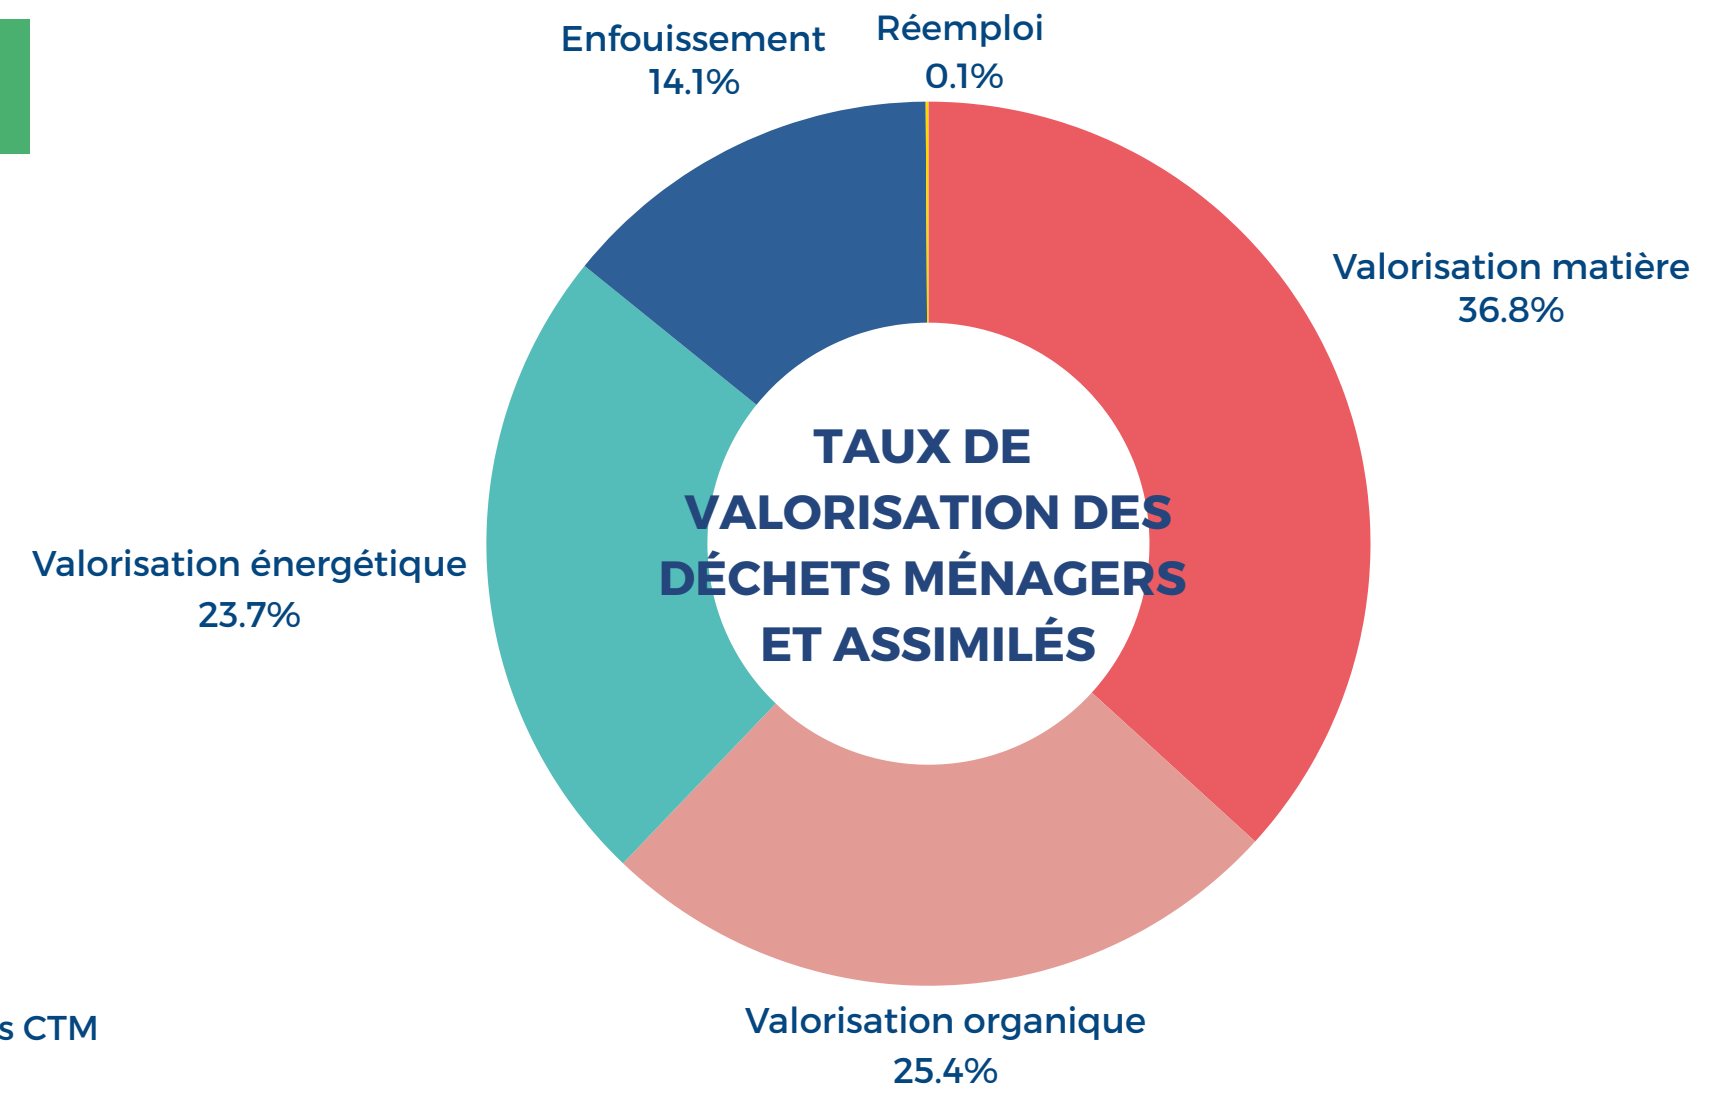 Enfouissement
14.1%
Réemploi
0.1%
Valorisation matière
36.8%
TAUX DE
VALORISATION DES
DÉCHETS MÉNAGERS
ET ASSIMILÉS
Valorisation énergétique
23.7%
s CTM
Valorisation organique
25.4%